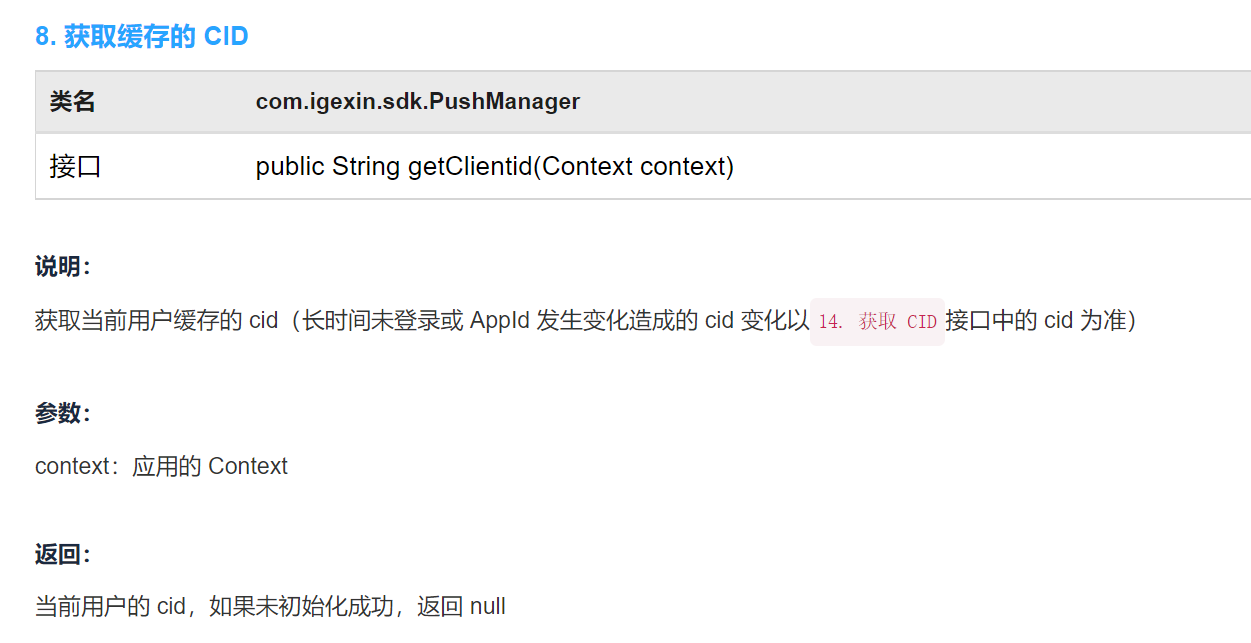 8. 获取缓存的 CID
类名 com.igexin.sdk.PushManager
接口 public String getClientid(Context context)
说明：
获取当前用户缓存的 cid（长时间未登录或 AppId 发生变化造成的 cid 变化以 14. 获取 CID 接口中的 cid 为准）
参数：
context：应用的 Context
返回：
当前用户的 cid，如果未初始化成功，返回 null